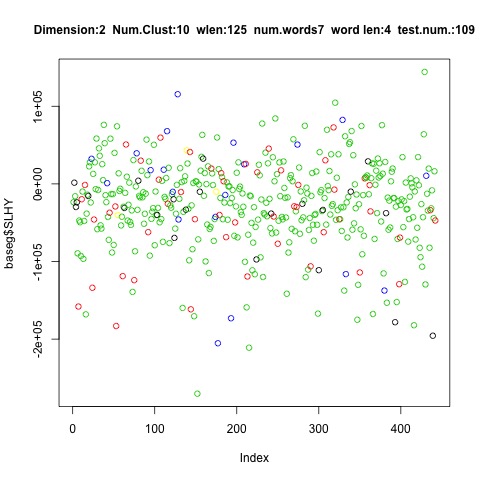 Dimension:2 Num.Clust:10 wlen:125 num.words7 word len:4 test.num.:109
baseg$SLHY
1e+05
0e+00
-1e+05
-2e+05
0 100 200 300 400
Index